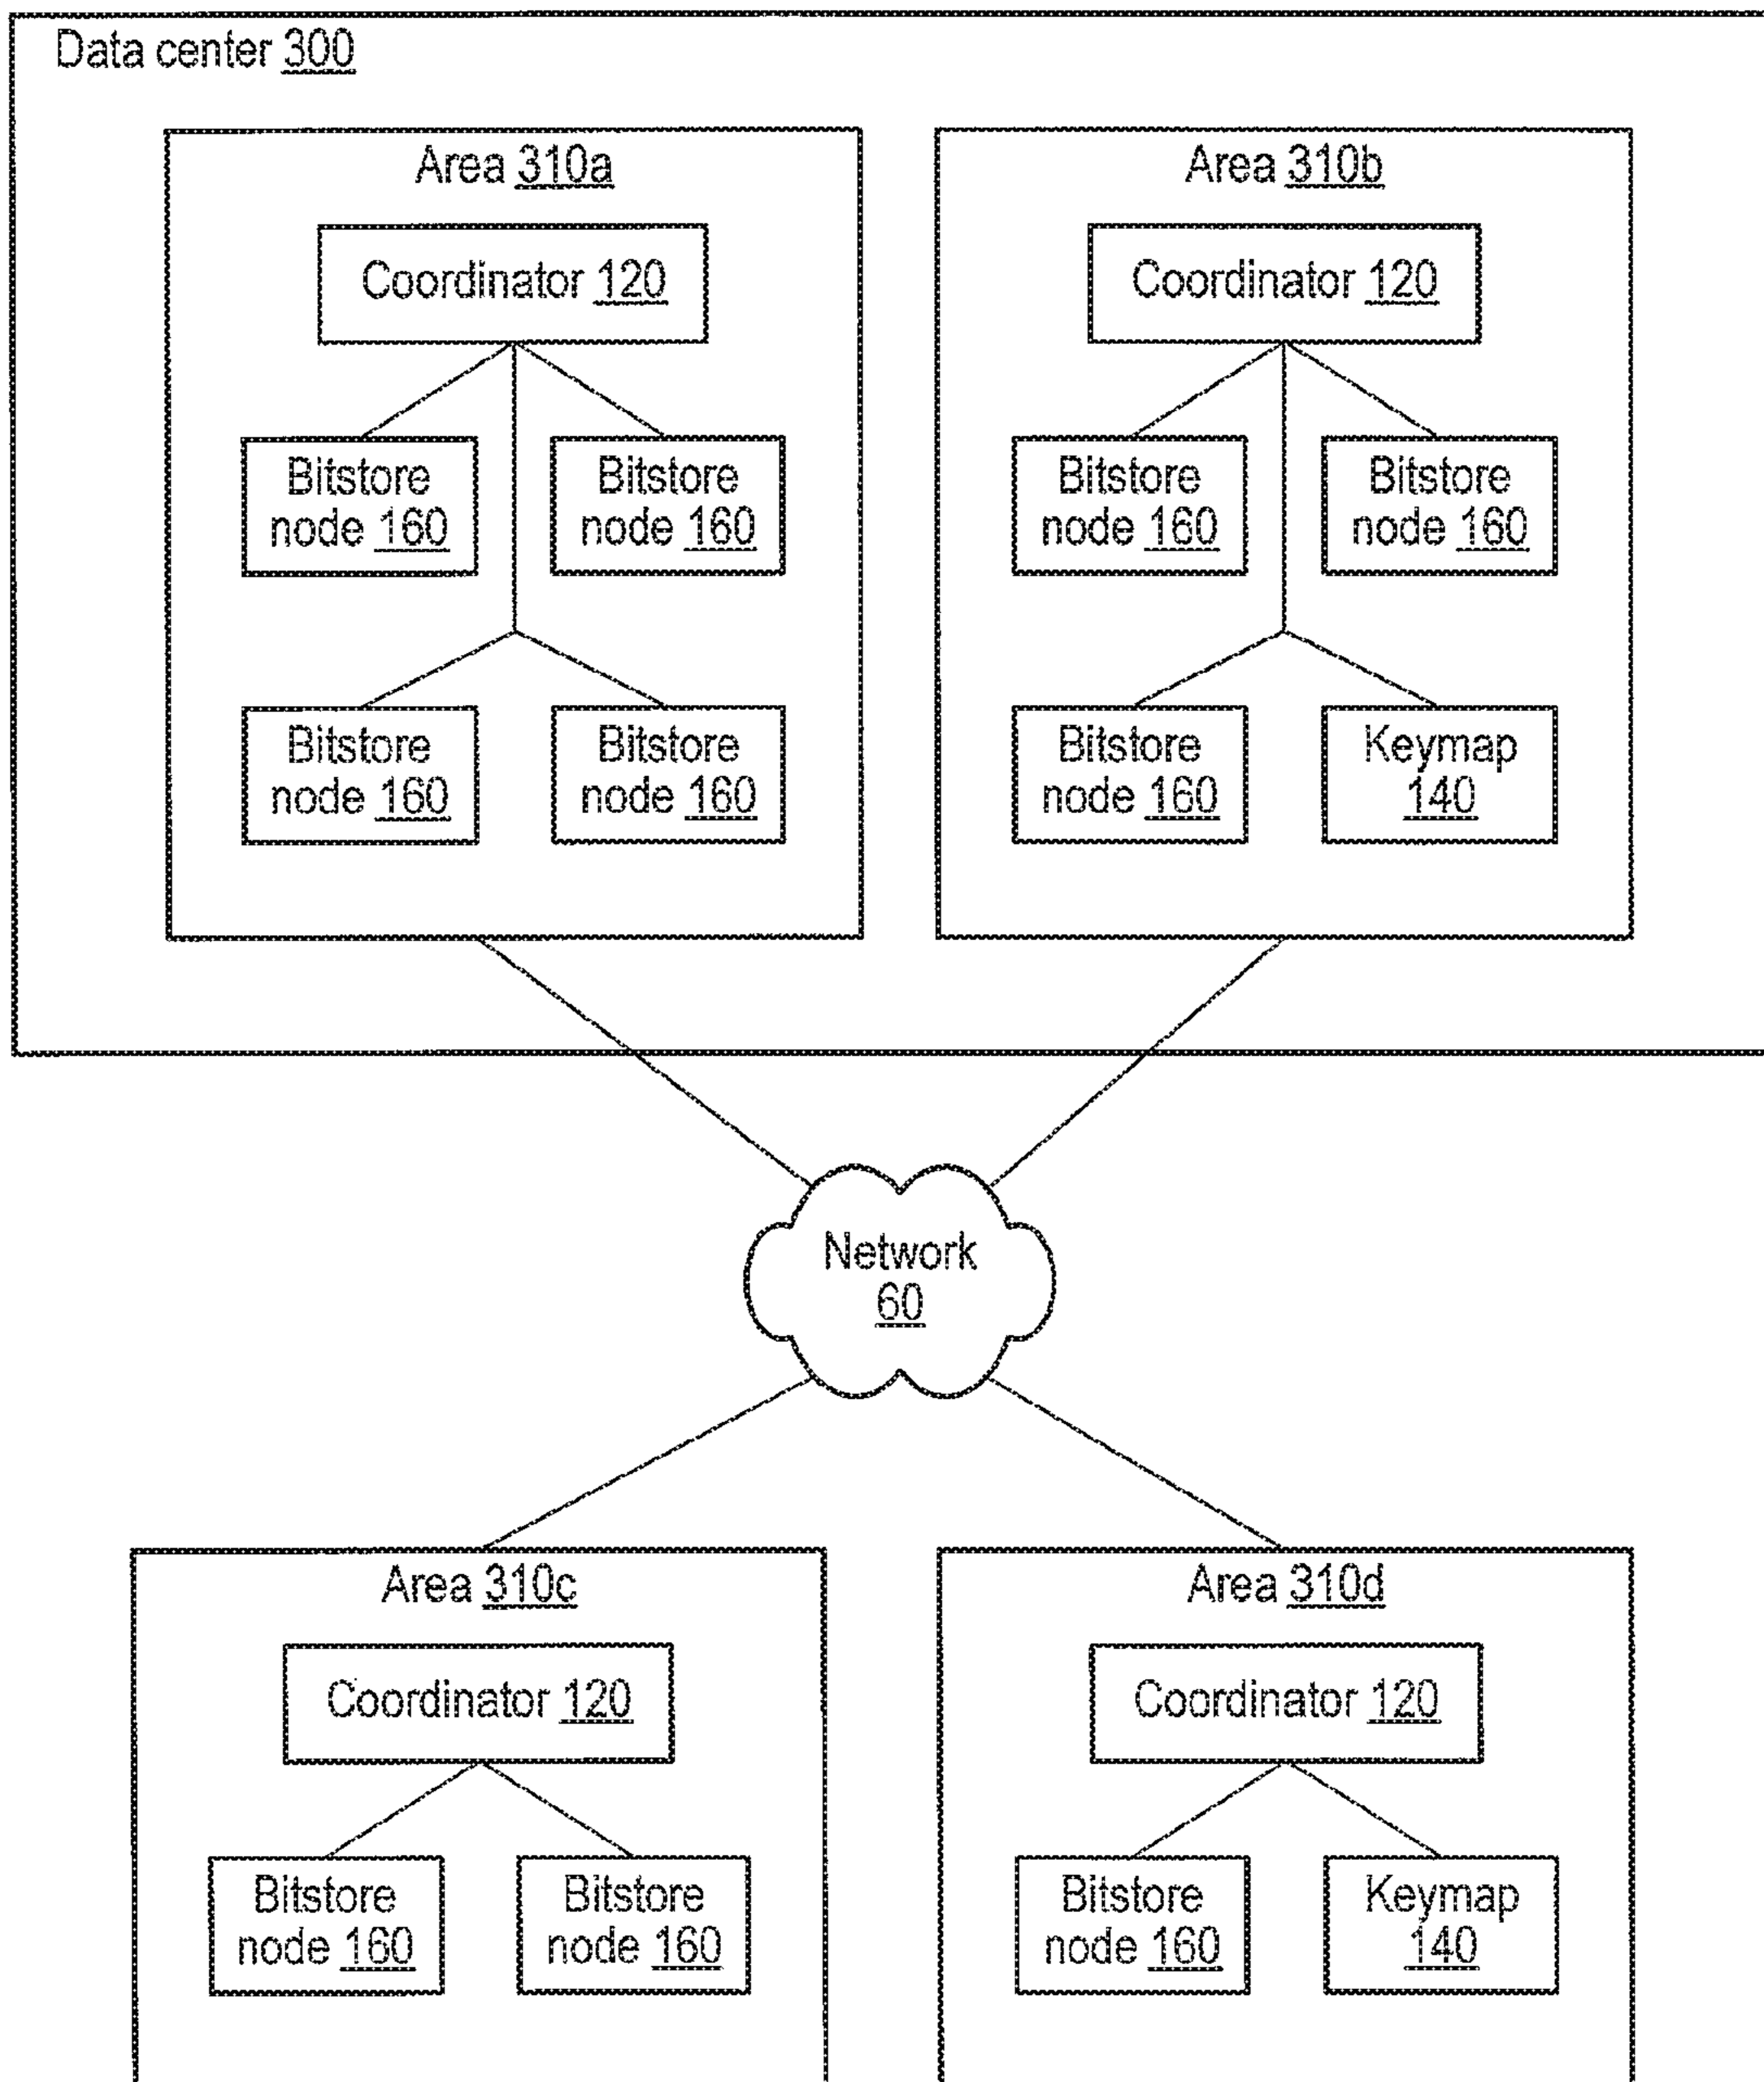 Data center 300
Area 310a
Coordinator 120
Bitstore
node 160
Bitstore
node 160
Bitstore
node 160
Bitstore
node 160
Area 310b
Coordinator 120
Bitstore
node 160
Bitstore
node 160
Bitstore
node 160
Keymap
140
Network
60
Area 310c
Coordinator 120
Bitstore
node 160
Bitstore
node 160
Area 310d
Coordinator 120
Bitstore
node 160
Keymap
140